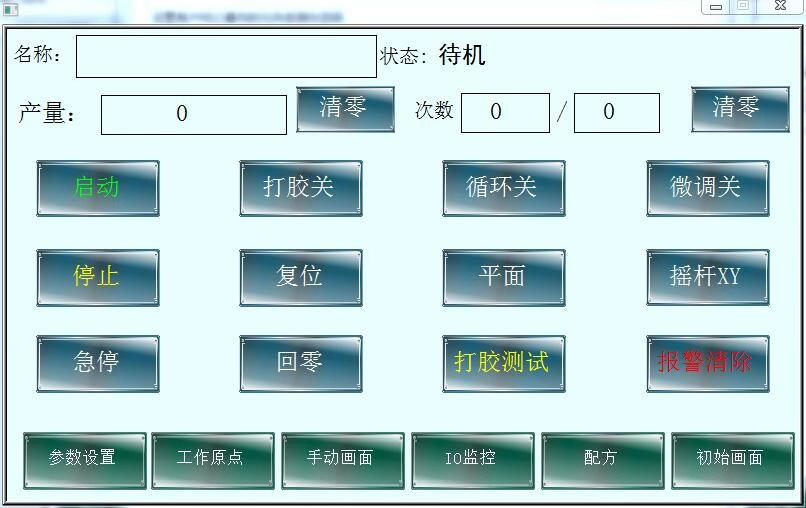 名称： 状态: 待机
产量： 0 清零 次数 0 / 0 清零
启动 打胶关 循环关 微调关
停止 复位 平面 摇杆XY
急停 回零 打胶测试 报警清除
参数设置 工作原点 手动画面 IO监控 配方 初始画面